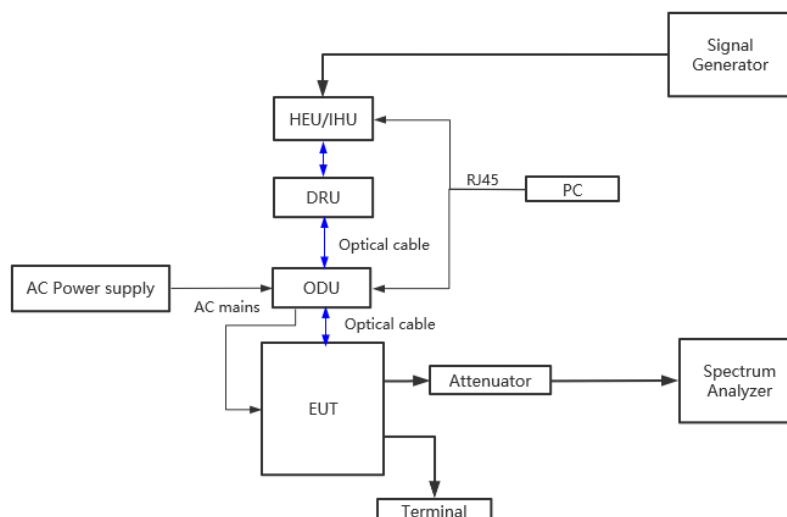 Signal
Generator
HEU/IHU
RJ45
PC
DRU
Optical cable
AC Power supply
ODU
AC mains
Optical cable
Attenuator
Spectrum
Analyzer
EUT
Terminal